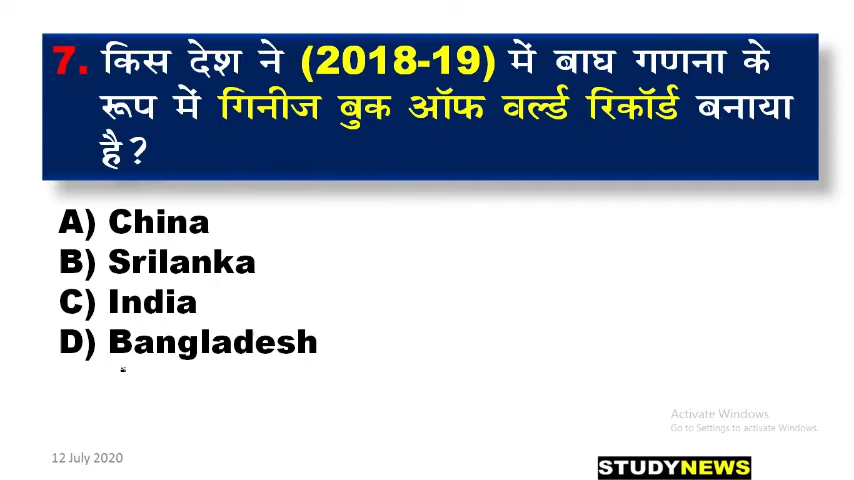 7. किस देश ने (2018-19) में बाघ गणना के
रूप में गिनीज बुक ऑफ वर्ल्ड रिकॉर्ड बनाया
है?
A) China
B) Srilanka
C) India
D) Bangladesh
Activate Windows
Go to Settings to activate Windows.
12 July 2020
STUDYNEWS